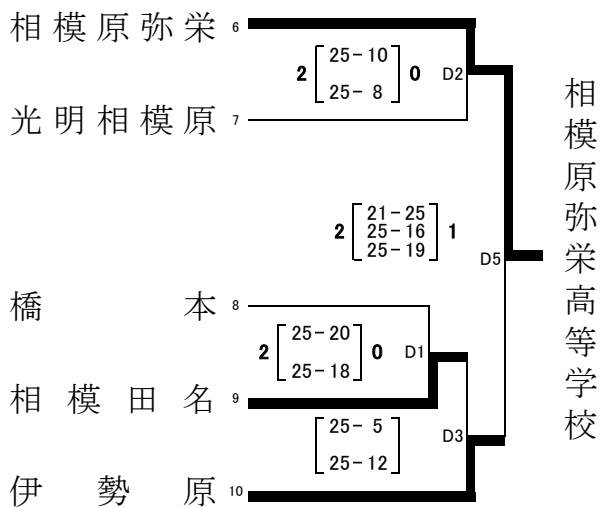 相模原弥栄 6
2 25-10 0
25-8
D2
光明相模原 7
相模原弥栄高等学校
21-25
2 25-16 1
25-19
D5
橋本 8
2 25-20 0
25-18
D1
相模田名 9
25-5
25-12
D3
伊勢原 10